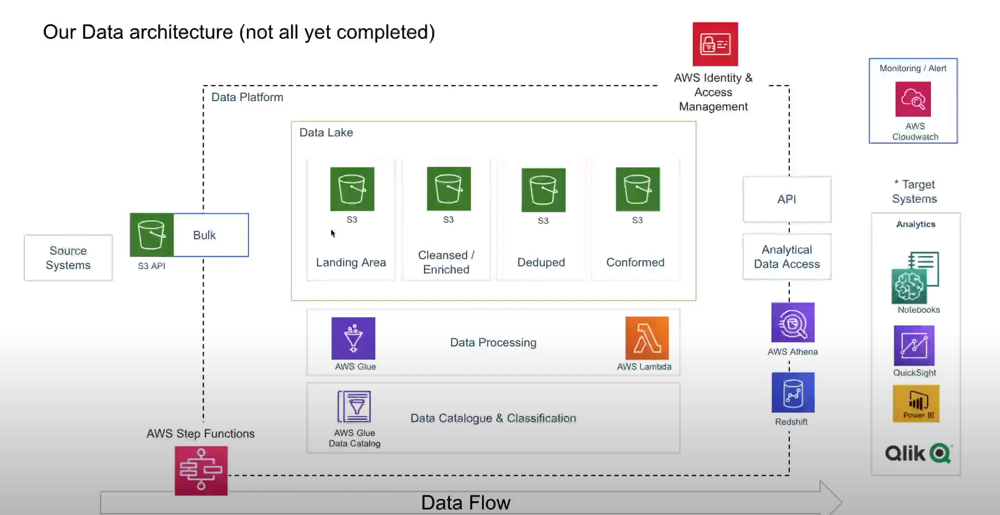 Our Data architecture (not all yet completed)
AWS Identity &
Access
Management
Monitoring / Alert
AWS
Cloudwatch
Data Platform
Data Lake
S3
S3
S3
S3
Landing Area
Cleansed /
Enriched
Deduped
Conformed
Source
Systems
Bulk
S3 API
API
Analytical
Data Access
* Target
Systems
Analytics
Notebooks
QuickSight
Power BI
Qlik
AWS Glue
Data Processing
AWS Lambda
AWS Athena
Redshift
AWS Glue
Data Catalog
Data Catalogue & Classification
AWS Step Functions
Data Flow